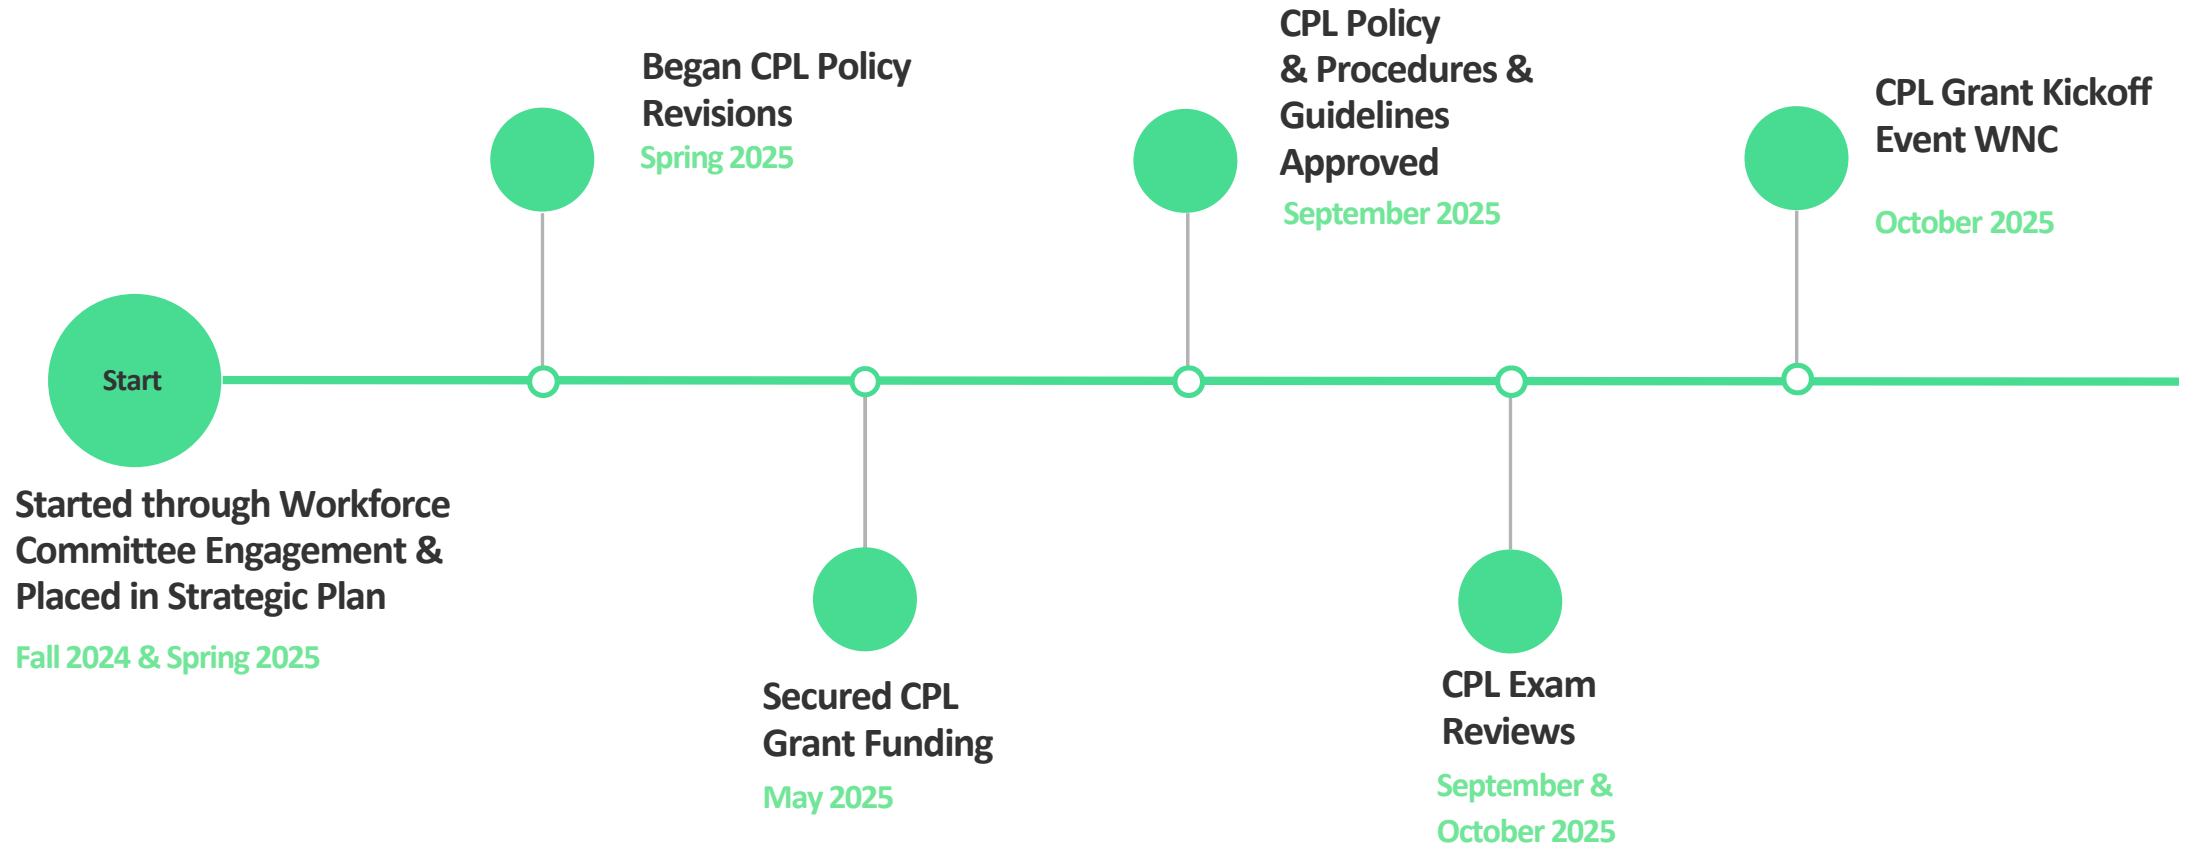 Start
Started through Workforce
Committee Engagement &
Placed in Strategic Plan
Fall 2024 & Spring 2025
Began CPL Policy
Revisions
Spring 2025
Secured CPL
Grant Funding
May 2025
CPL Policy
& Procedures &
Guidelines
Approved
September 2025
CPL Exam
Reviews
September &
October 2025
CPL Grant Kickoff
Event WNC
October 2025